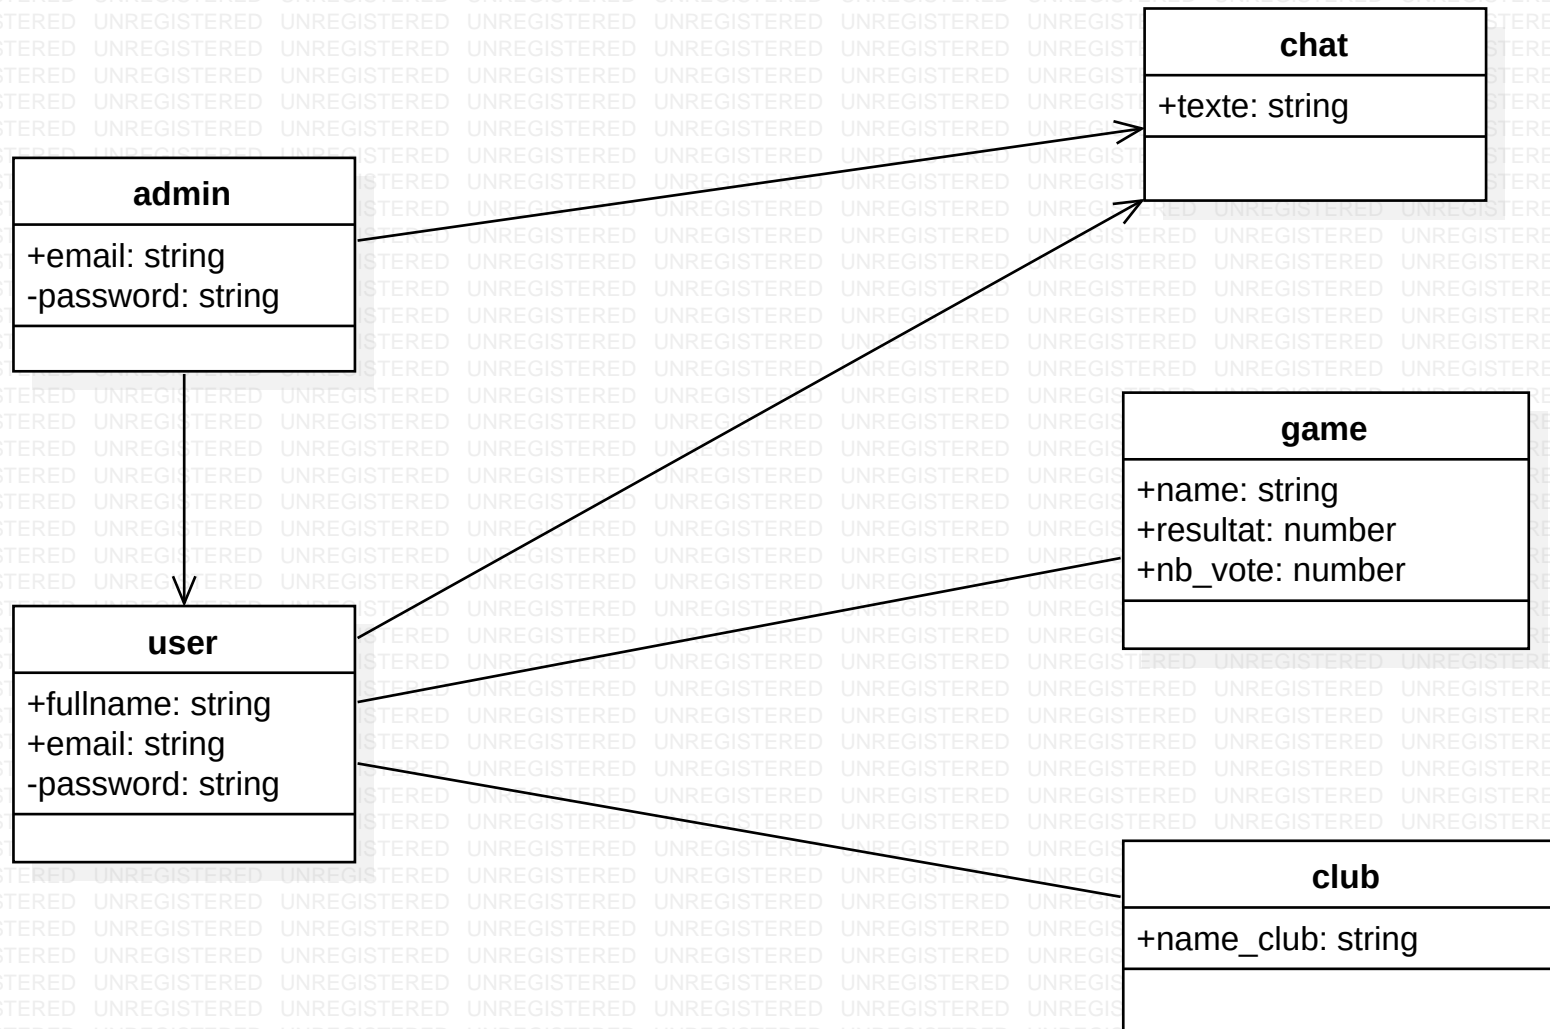 chat
+texte: string
admin
+email: string
-password: string
game
+name: string
+resultat: number
+nb_vote: number
user
+fullname: string
+email: string
-password: string
club
+name_club: string
UNREGISTERED